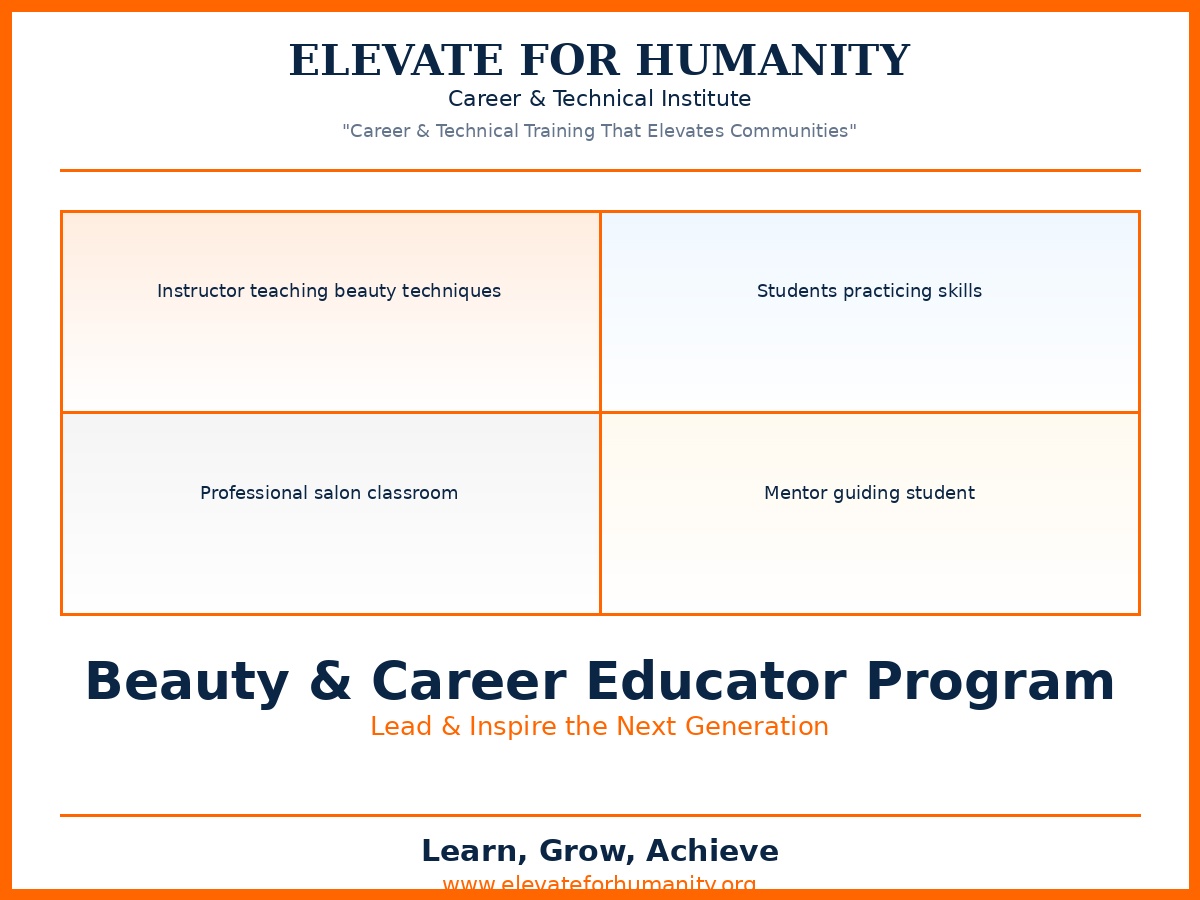 ELEVATE FOR HUMANITY
Career & Technical Institute
"Career & Technical Training That Elevates Communities"
Instructor teaching beauty techniques
Students practicing skills
Professional salon classroom
Mentor guiding student
Beauty & Career Educator Program
Lead & Inspire the Next Generation
Learn, Grow, Achieve
www.elevateforhumanity.org